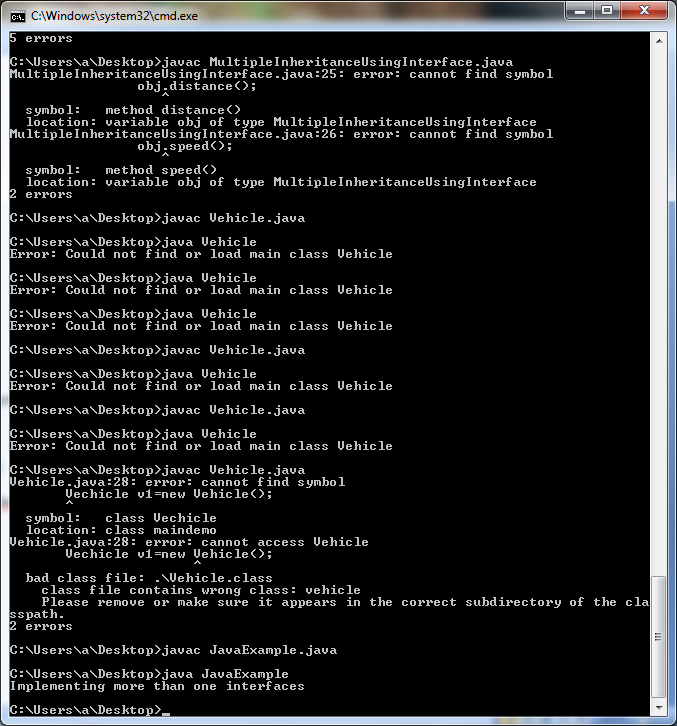 C:\Windows\system32\cmd.exe
5 errors
C:\Users\a\Desktop>javac MultipleInheritanceUsingInterface.java
MultipleInheritanceUsingInterface.java:25: error: cannot find symbol
obj.distance();
^
symbol:   method distance()
location: variable obj of type MultipleInheritanceUsingInterface
MultipleInheritanceUsingInterface.java:26: error: cannot find symbol
obj.speed();
^
symbol:   method speed()
location: variable obj of type MultipleInheritanceUsingInterface
2 errors
C:\Users\a\Desktop>javac Vehicle.java
C:\Users\a\Desktop>java Vehicle
Error: Could not find or load main class Vehicle
C:\Users\a\Desktop>java Vehicle
Error: Could not find or load main class Vehicle
C:\Users\a\Desktop>java Vehicle
Error: Could not find or load main class Vehicle
C:\Users\a\Desktop>javac Vehicle.java
C:\Users\a\Desktop>java Vehicle
Error: Could not find or load main class Vehicle
C:\Users\a\Desktop>javac Vehicle.java
C:\Users\a\Desktop>java Vehicle
Error: Could not find or load main class Vehicle
C:\Users\a\Desktop>javac Vehicle.java
Vehicle.java:28: error: cannot find symbol
Vechicle v1=new Vehicle();
^
symbol:   class Vechicle
location: class maindemo
Vehicle.java:28: error: cannot access Vehicle
Vechicle v1=new Vehicle();
^
bad class file: .\Vehicle.class
class file contains wrong class: vehicle
Please remove or make sure it appears in the correct subdirectory of the cla
sspath.
2 errors
C:\Users\a\Desktop>javac JavaExample.java
C:\Users\a\Desktop>java JavaExample
Implementing more than one interfaces
C:\Users\a\Desktop>_